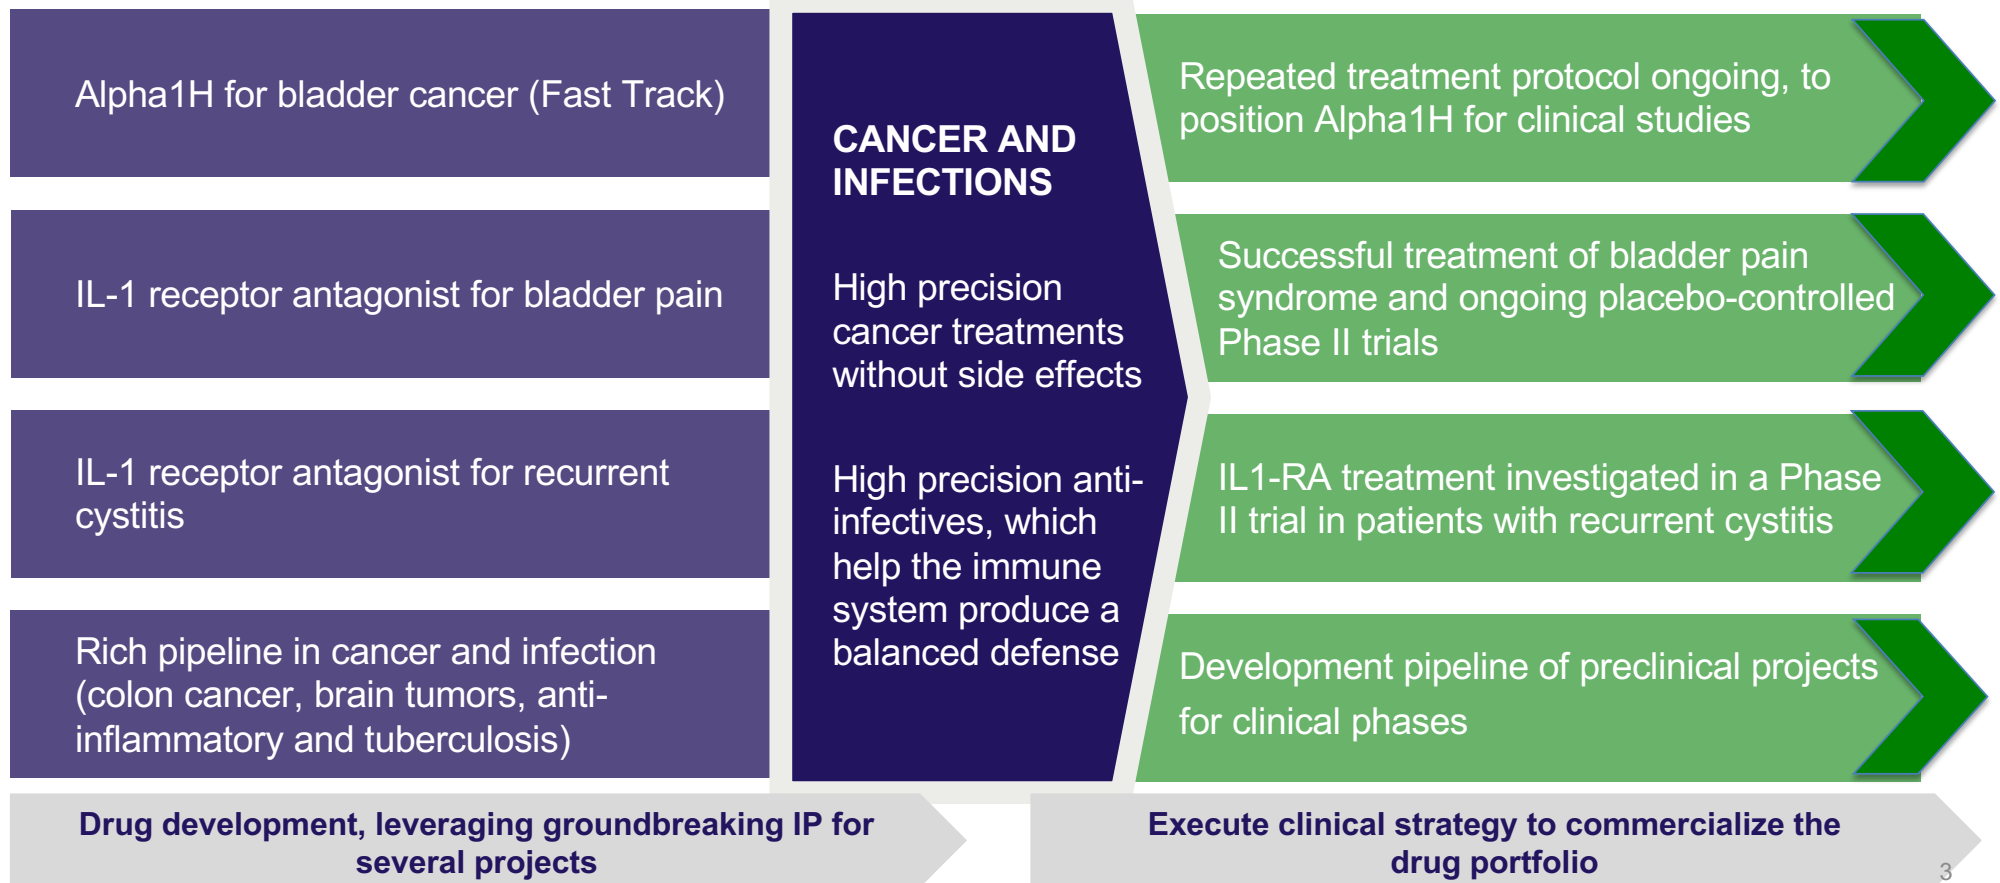 Alpha1H for bladder cancer (Fast Track)
IL-1 receptor antagonist for bladder pain
IL-1 receptor antagonist for recurrent
cystitis
Rich pipeline in cancer and infection
(colon cancer, brain tumors, anti-
inflammatory and tuberculosis)
CANCER AND
INFECTIONS
High precision
cancer treatments
without side effects
High precision anti-
infectives, which
help the immune
system produce a
balanced defense
Repeated treatment protocol ongoing, to
position Alpha1H for clinical studies
Successful treatment of bladder pain
syndrome and ongoing placebo-controlled
Phase II trials
IL1-RA treatment investigated in a Phase
II trial in patients with recurrent cystitis
Development pipeline of preclinical projects
for clinical phases
Drug development, leveraging groundbreaking IP for
several projects
Execute clinical strategy to commercialize the
drug portfolio
3